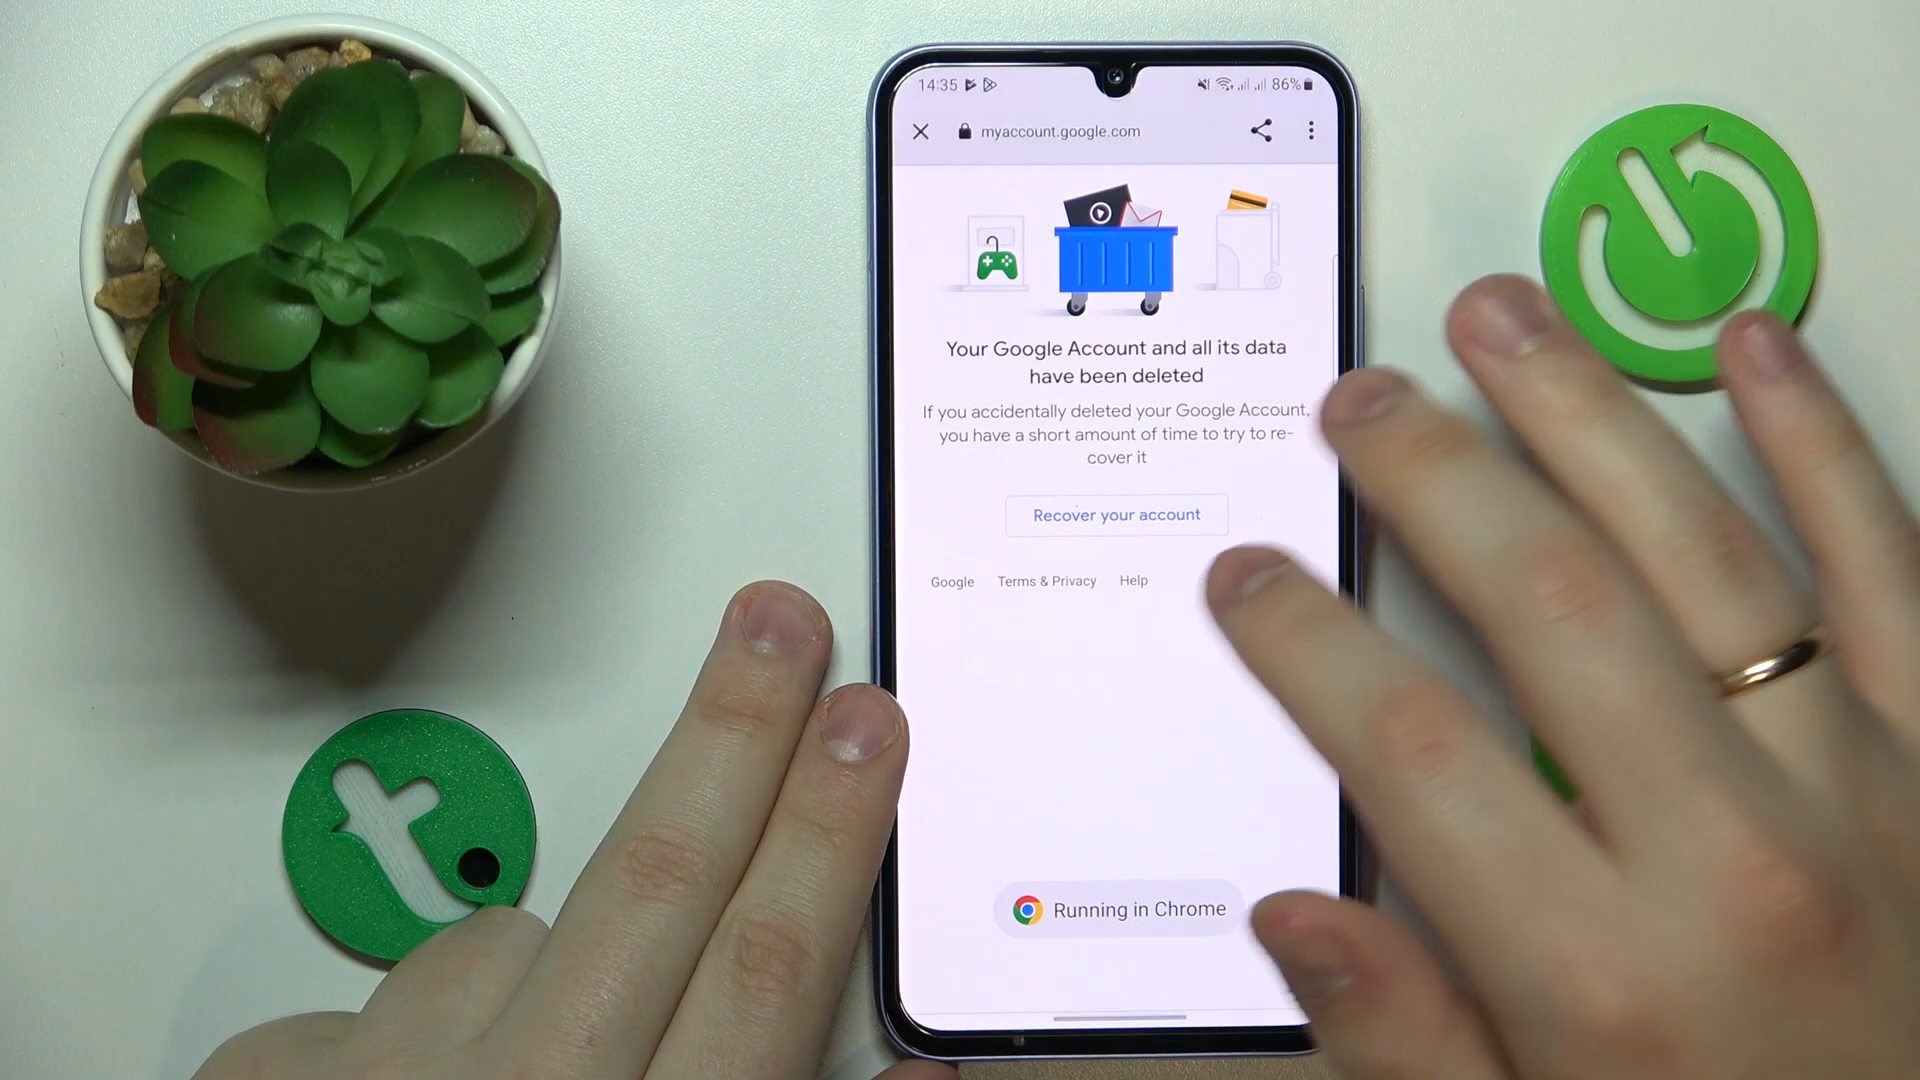 14:35
86%
myaccount.google.com
Your Google Account and all its data
have been deleted
If you accidentally deleted your Google Account,
you have a short amount of time to try to re-
cover it
Recover your account
Google Terms & Privacy Help
Running in Chrome
t.